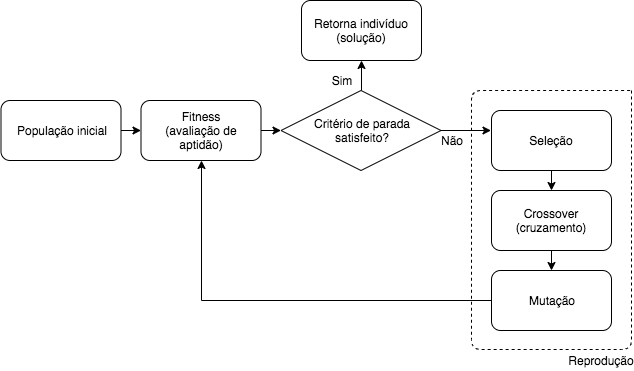 Retorna indivíduo
(solução)
Sim
População inicial
Fitness
(avaliação de
aptidão)
Critério de parada
satisfeito?
Não
Seleção
Crossover
(cruzamento)
Mutação
Reprodução